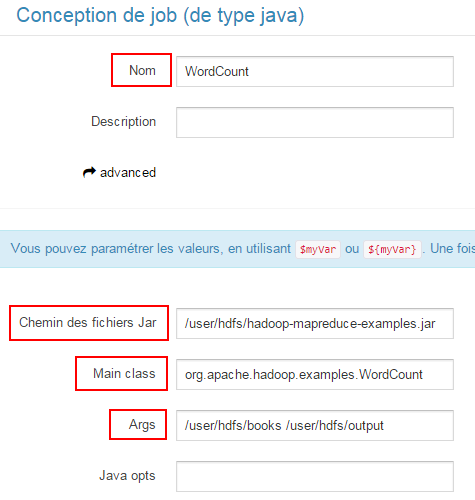 Conception de job (de type java)
Nom WordCount
Description
advanced
Vous pouvez paramétrer les valeurs, en utilisant $myVar ou ${myVar}. Une fois
Chemin des fichiers Jar /user/hdfs/hadoop-mapreduce-examples.jar
Main class org.apache.hadoop.examples.WordCount
Args /user/hdfs/books /user/hdfs/output
Java opts